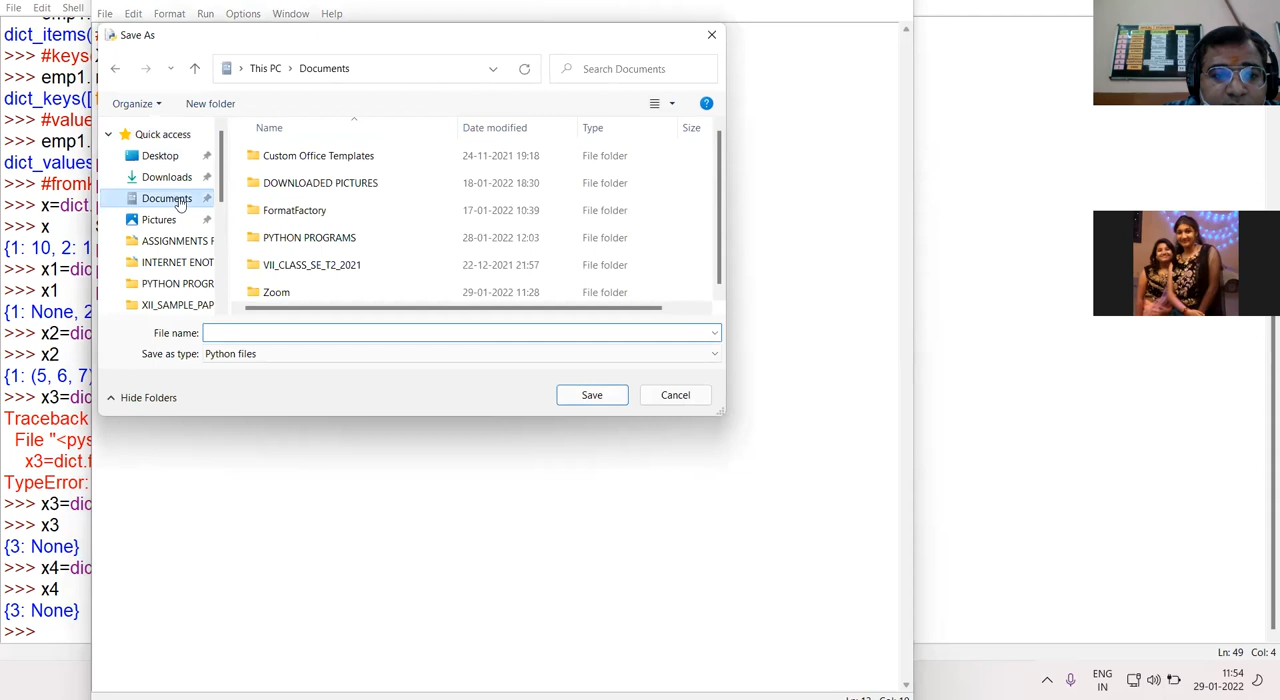 File Edit Shell
File Edit Format Run Options Window Help
Save As
This PC > Documents
Search Documents
Organize
New folder
Name
Date modified
Type
Size
Quick access
Desktop
Downloads
Documents
Pictures
ASSIGNMENTS F
INTERNET ENOT
PYTHON PROGR
XII_SAMPLE_PAP
Custom Office Templates 24-11-2021 19:18 File folder
DOWNLOADED PICTURES 18-01-2022 18:30 File folder
FormatFactory 17-01-2022 10:39 File folder
PYTHON PROGRAMS 28-01-2022 12:03 File folder
VII_CLASS_SE_T2_2021 22-12-2021 21:57 File folder
Zoom 29-01-2022 11:28 File folder
File name:
Save as type: Python files
Hide Folders
Save
Cancel
dict_items(
>>> #keys
>>> emp1.
dict_keys([
>>> #value
>>> emp1.
dict_values
>>> #fromk
>>> x=dict.
>>> x
{1: 10, 2: 1
>>> x1=dic
>>> x1
{1: None, 2
>>> x2=dic
>>> x2
{1: (5, 6, 7)
>>> x3=dic
Traceback
File "<pys
x3=dict.f
TypeError:
>>> x3=dic
>>> x3
{3: None}
>>> x4=dic
>>> x4
{3: None}
>>>
Ln: 49 Col: 4
ENG
IN
11:54
29-01-2022